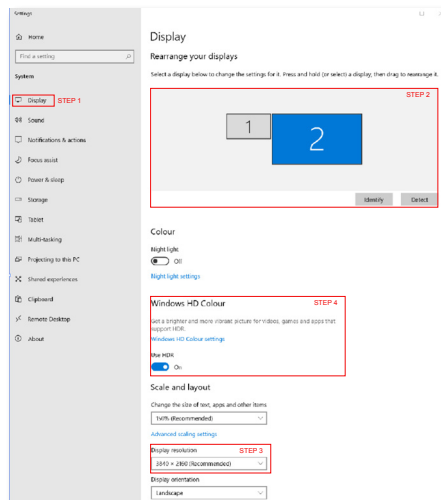 Settings
Home
Find a setting
System
Display STEP 1
Sound
Notifications & actions
Focus assist
Power & sleep
Storage
Tablet
Multi-tasking
Projecting to this PC
Shared experiences
Clipboard
Remote Desktop
About
Display
Rearrange your displays
Select a display below to change the settings for it. Press and hold (or select) a display, then drag to rearrange it.
STEP 2
1
2
Identify
Detect
Colour
Night light
Off
Night light settings
Windows HD Colour STEP 4
Get a brighter and more vibrant picture for videos, games and apps that
support HDR.
Windows HD Colour settings
Use HDR
On
Scale and layout
Change the size of text, apps and other items
(Recommended)
Advanced scaling settings
Display resolution STEP 3
3840 × 2160 (Recommended)
Display orientation
Landscape